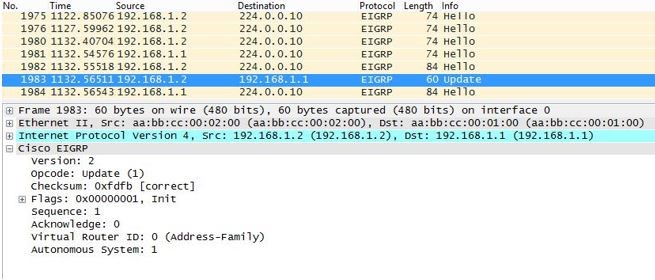 No. Time Source Destination Protocol Length Info
1975 1122.85076 192.168.1.2 224.0.0.10 EIGRP 74 Hello
1976 1127.59962 192.168.1.2 224.0.0.10 EIGRP 74 Hello
1980 1132.40704 192.168.1.2 224.0.0.10 EIGRP 74 Hello
1981 1132.54576 192.168.1.1 224.0.0.10 EIGRP 74 Hello
1982 1132.55518 192.168.1.2 224.0.0.10 EIGRP 84 Hello
1983 1132.56511 192.168.1.2 192.168.1.1 EIGRP 60 Update
1984 1132.56543 192.168.1.1 224.0.0.10 EIGRP 84 Hello
Frame 1983: 60 bytes on wire (480 bits), 60 bytes captured (480 bits) on interface 0
Ethernet II, Src: aa:bb:cc:00:02:00 (aa:bb:cc:00:02:00), Dst: aa:bb:cc:00:01:00 (aa:bb:cc:00:01:00)
Internet Protocol Version 4, Src: 192.168.1.2 (192.168.1.2), Dst: 192.168.1.1 (192.168.1.1)
Cisco EIGRP
Version: 2
Opcode: Update (1)
Checksum: 0xfdfb [correct]
Flags: 0x00000001, Init
Sequence: 1
Acknowledge: 0
Virtual Router ID: 0 (Address-Family)
Autonomous System: 1